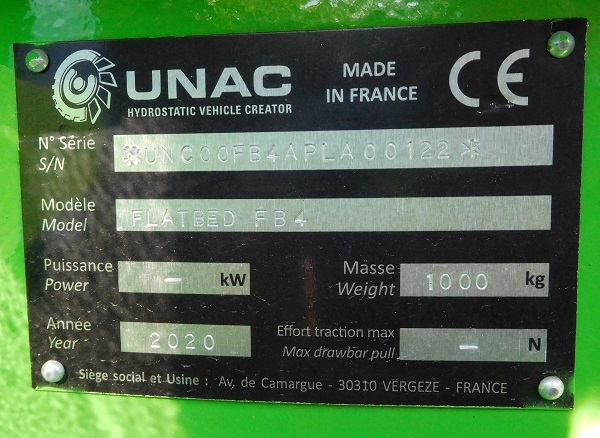 UNAC
HYDROSTATIC VEHICLE CREATOR
MADE
IN FRANCE
CE
N° Série
S/N
*UNC00FB4APLA00122*
Modèle
Model
FLATBED FB4
Puissance
Power
- kW
Masse
Weight
1000 kg
Année
Year
2020
Effort traction max
Max drawbar pull
- N
Siège social et Usine : Av, de Camargue - 30310 VERGEZE - FRANCE